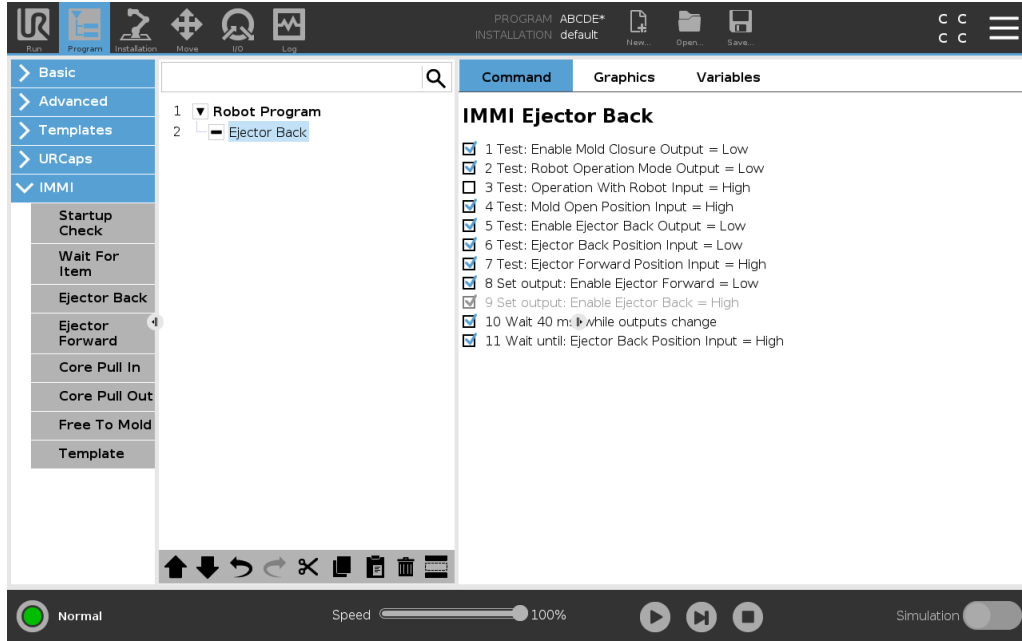 PROGRAM ABCDE*
INSTALLATION default
C C
C C
Run
Program
Installation
Move
I/O
Log
New...
Open...
Save...
Basic
Advanced
Templates
URCaps
IMMI
Startup
Check
Wait For
Item
Ejector Back
Ejector
Forward
Core Pull In
Core Pull Out
Free To Mold
Template
1 Robot Program
2 Ejector Back
Command
Graphics
Variables
IMMI Ejector Back
1 Test: Enable Mold Closure Output = Low
2 Test: Robot Operation Mode Output = Low
3 Test: Operation With Robot Input = High
4 Test: Mold Open Position Input = High
5 Test: Enable Ejector Back Output = Low
6 Test: Ejector Back Position Input = Low
7 Test: Ejector Forward Position Input = High
8 Set output: Enable Ejector Forward = Low
9 Set output: Enable Ejector Back = High
10 Wait 40 ms while outputs change
11 Wait until: Ejector Back Position Input = High
Normal
Speed
100%
Simulation